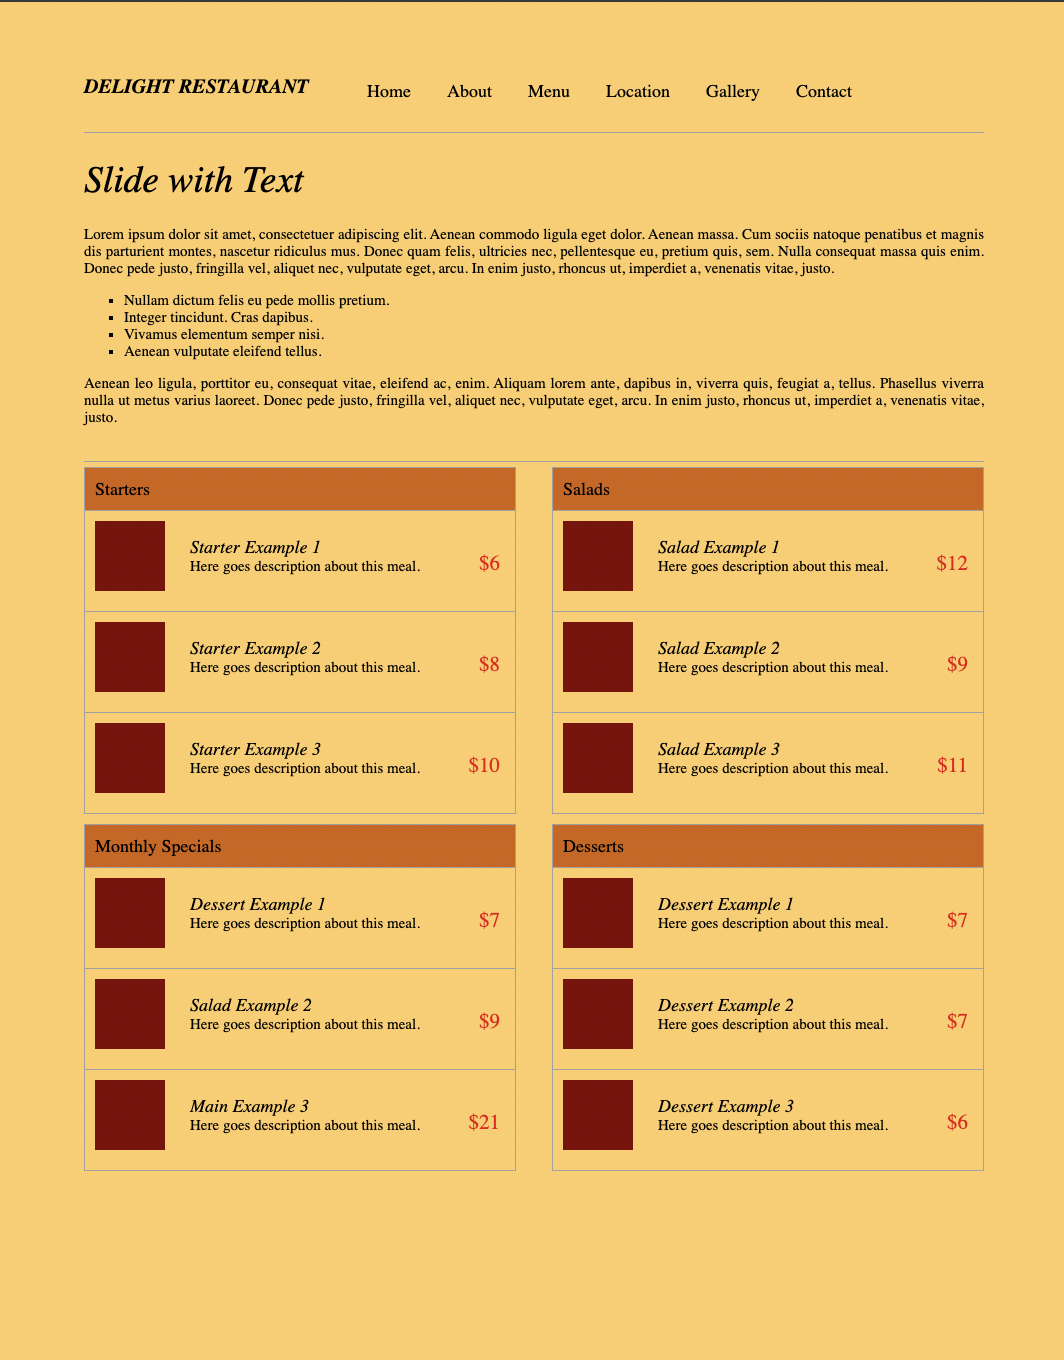 DELIGHT RESTAURANT
Home About Menu Location Gallery Contact
Slide with Text
Lorem ipsum dolor sit amet, consectetuer adipiscing elit. Aenean commodo ligula eget dolor. Aenean massa. Cum sociis natoque penatibus et magnis
dis parturient montes, nascetur ridiculus mus. Donec quam felis, ultricies nec, pellentesque eu, pretium quis, sem. Nulla consequat massa quis enim.
Donec pede justo, fringilla vel, aliquet nec, vulputate eget, arcu. In enim justo, rhoncus ut, imperdiet a, venenatis vitae, justo.
Nullam dictum felis eu pede mollis pretium.
Integer tincidunt. Cras dapibus.
Vivamus elementum semper nisi.
Aenean vulputate eleifend tellus.
Aenean leo ligula, porttitor eu, consequat vitae, eleifend ac, enim. Aliquam lorem ante, dapibus in, viverra quis, feugiat a, tellus. Phasellus viverra
nulla ut metus varius laoreet. Donec pede justo, fringilla vel, aliquet nec, vulputate eget, arcu. In enim justo, rhoncus ut, imperdiet a, venenatis vitae,
justo.
Starters
Starter Example 1
Here goes description about this meal.
$6
Starter Example 2
Here goes description about this meal.
$8
Starter Example 3
Here goes description about this meal.
$10
Salads
Salad Example 1
Here goes description about this meal.
$12
Salad Example 2
Here goes description about this meal.
$9
Salad Example 3
Here goes description about this meal.
$11
Monthly Specials
Dessert Example 1
Here goes description about this meal.
$7
Salad Example 2
Here goes description about this meal.
$9
Main Example 3
Here goes description about this meal.
$21
Desserts
Dessert Example 1
Here goes description about this meal.
$7
Dessert Example 2
Here goes description about this meal.
$7
Dessert Example 3
Here goes description about this meal.
$6